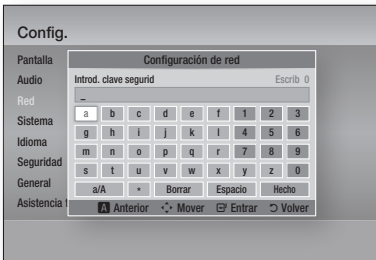 Config.
Pantalla
Configuración de red
Audio
Introd. clave segurid Escrib 0
Red
_
a b c d e f 1 2 3
Sistema
g h i j k l 4 5 6
Idioma
m n o p q r 7 8 9
Seguridad
s t u v w x y z 0
General
a/A * Borrar Espacio Hecho
Asistencia t
A Anterior Mover Entrar Volver